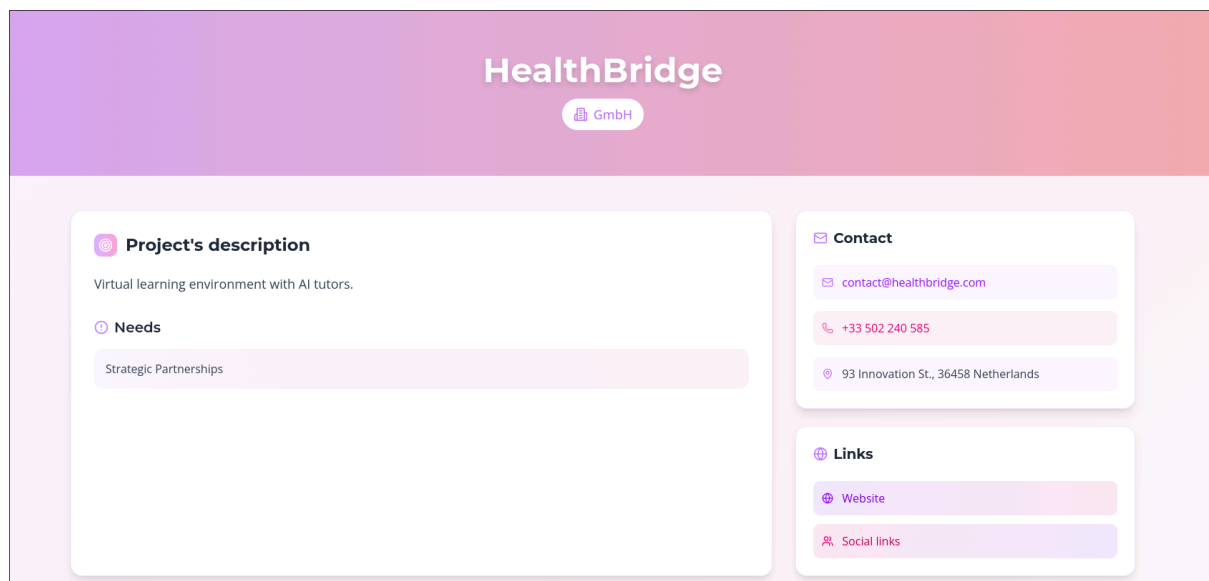 HealthBridge
GmbH
Project's description
Virtual learning environment with AI tutors.
Needs
Strategic Partnerships
Contact
contact@healthbridge.com
+33 502 240 585
93 Innovation St., 36458 Netherlands
Links
Website
Social links